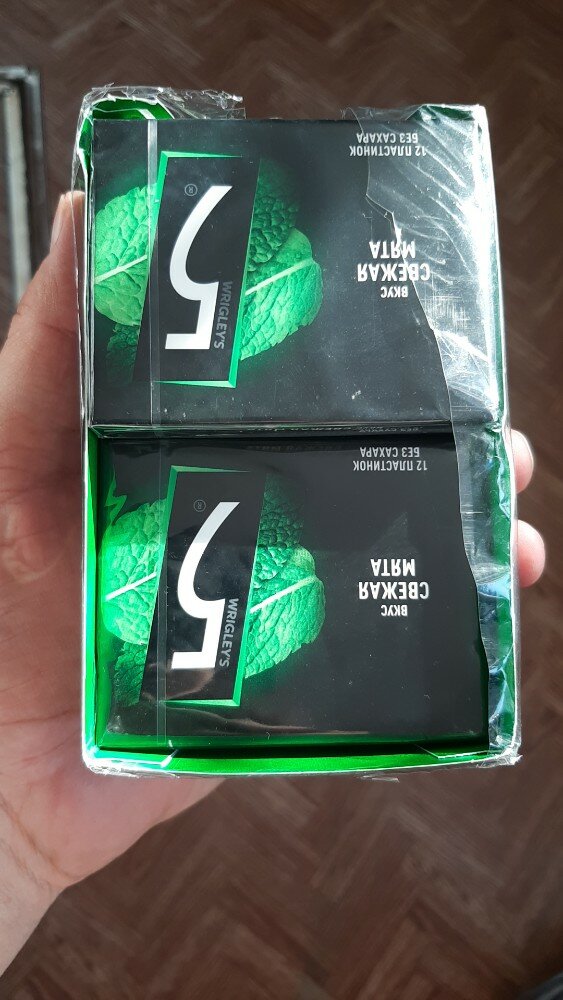 12 ПЛАСТИНОК
БЕЗ САХАРА
ВКУС
СВЕЖАЯ
МЯТА
5®
WRIGLEY'S
12 ПЛАСТИНОК
БЕЗ САХАРА
ВКУС
СВЕЖАЯ
МЯТА
5®
WRIGLEY'S